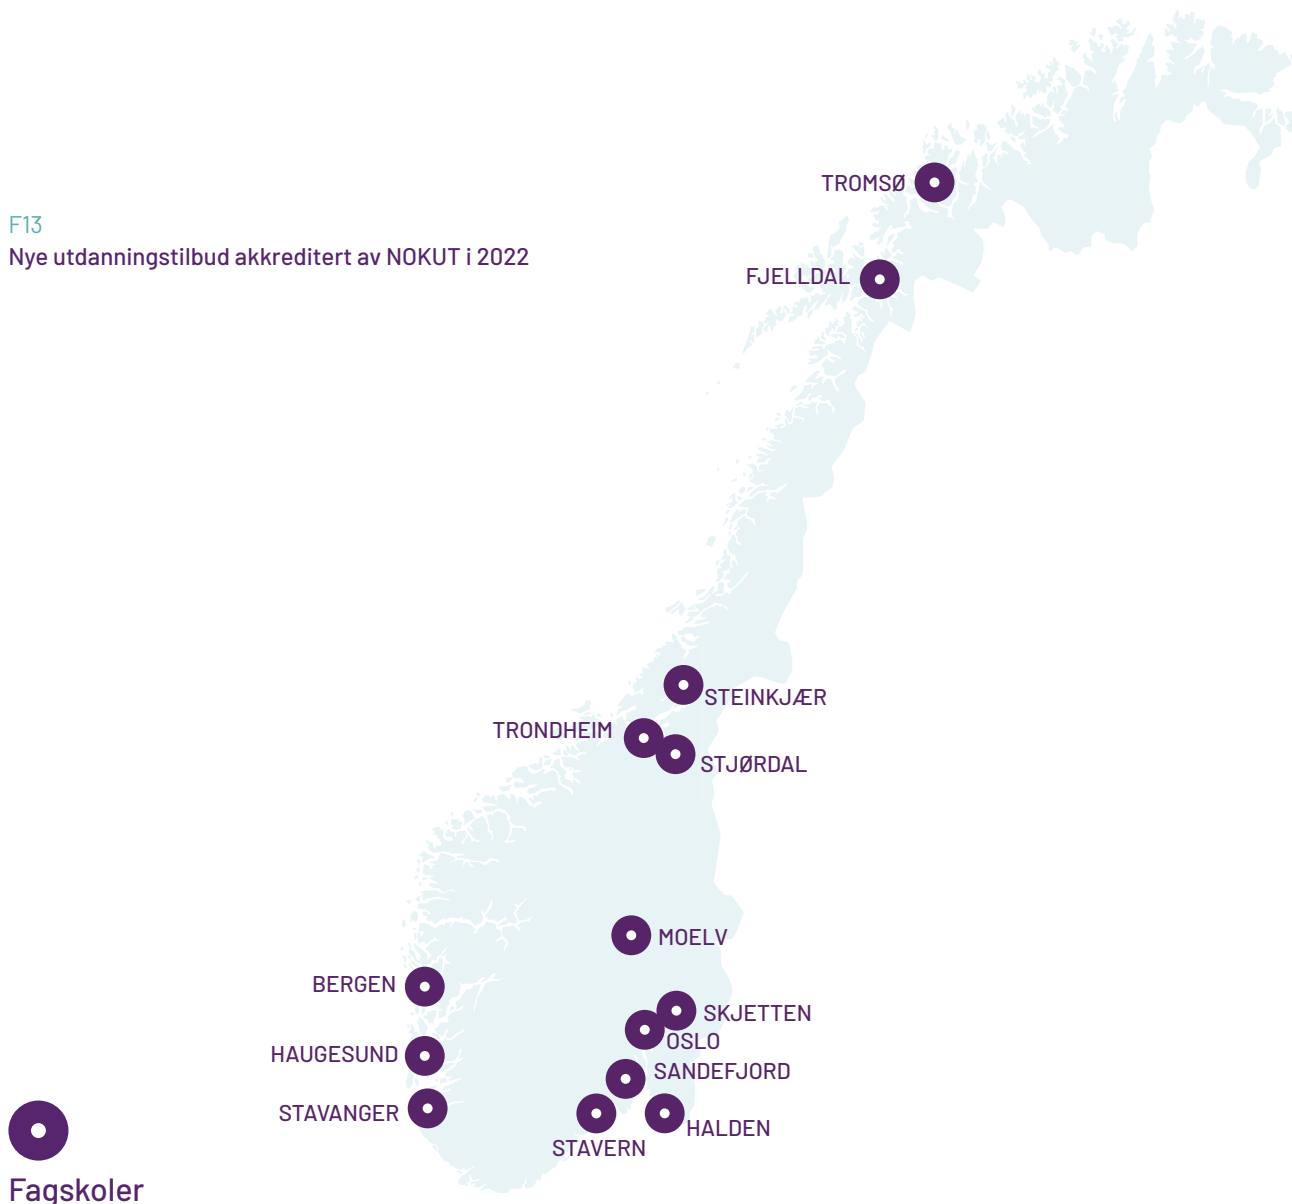 TROMSØ
F13
Nye utdanningstilbud akkreditert av NOKUT i 2022
FJELLDAL
STEINKJÆR
TRONDHEIM
STJØRDAL
MOELV
BERGEN
SKJETTEN
OSLO
HAUGESUND
SANDEFJORD
STAVANGER
HALDEN
STAVERN
Fagskoler